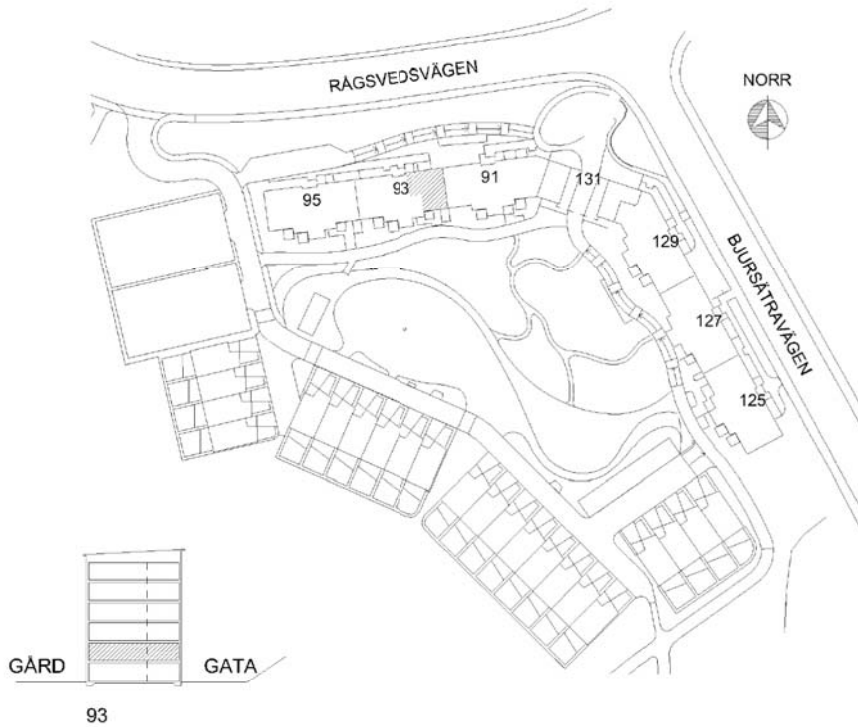 RÅGSVEDSVÄGEN
NORR
91
131
93
95
129
BJURSÄTRAVÄGEN
127
125
GÅRD
GATA
93